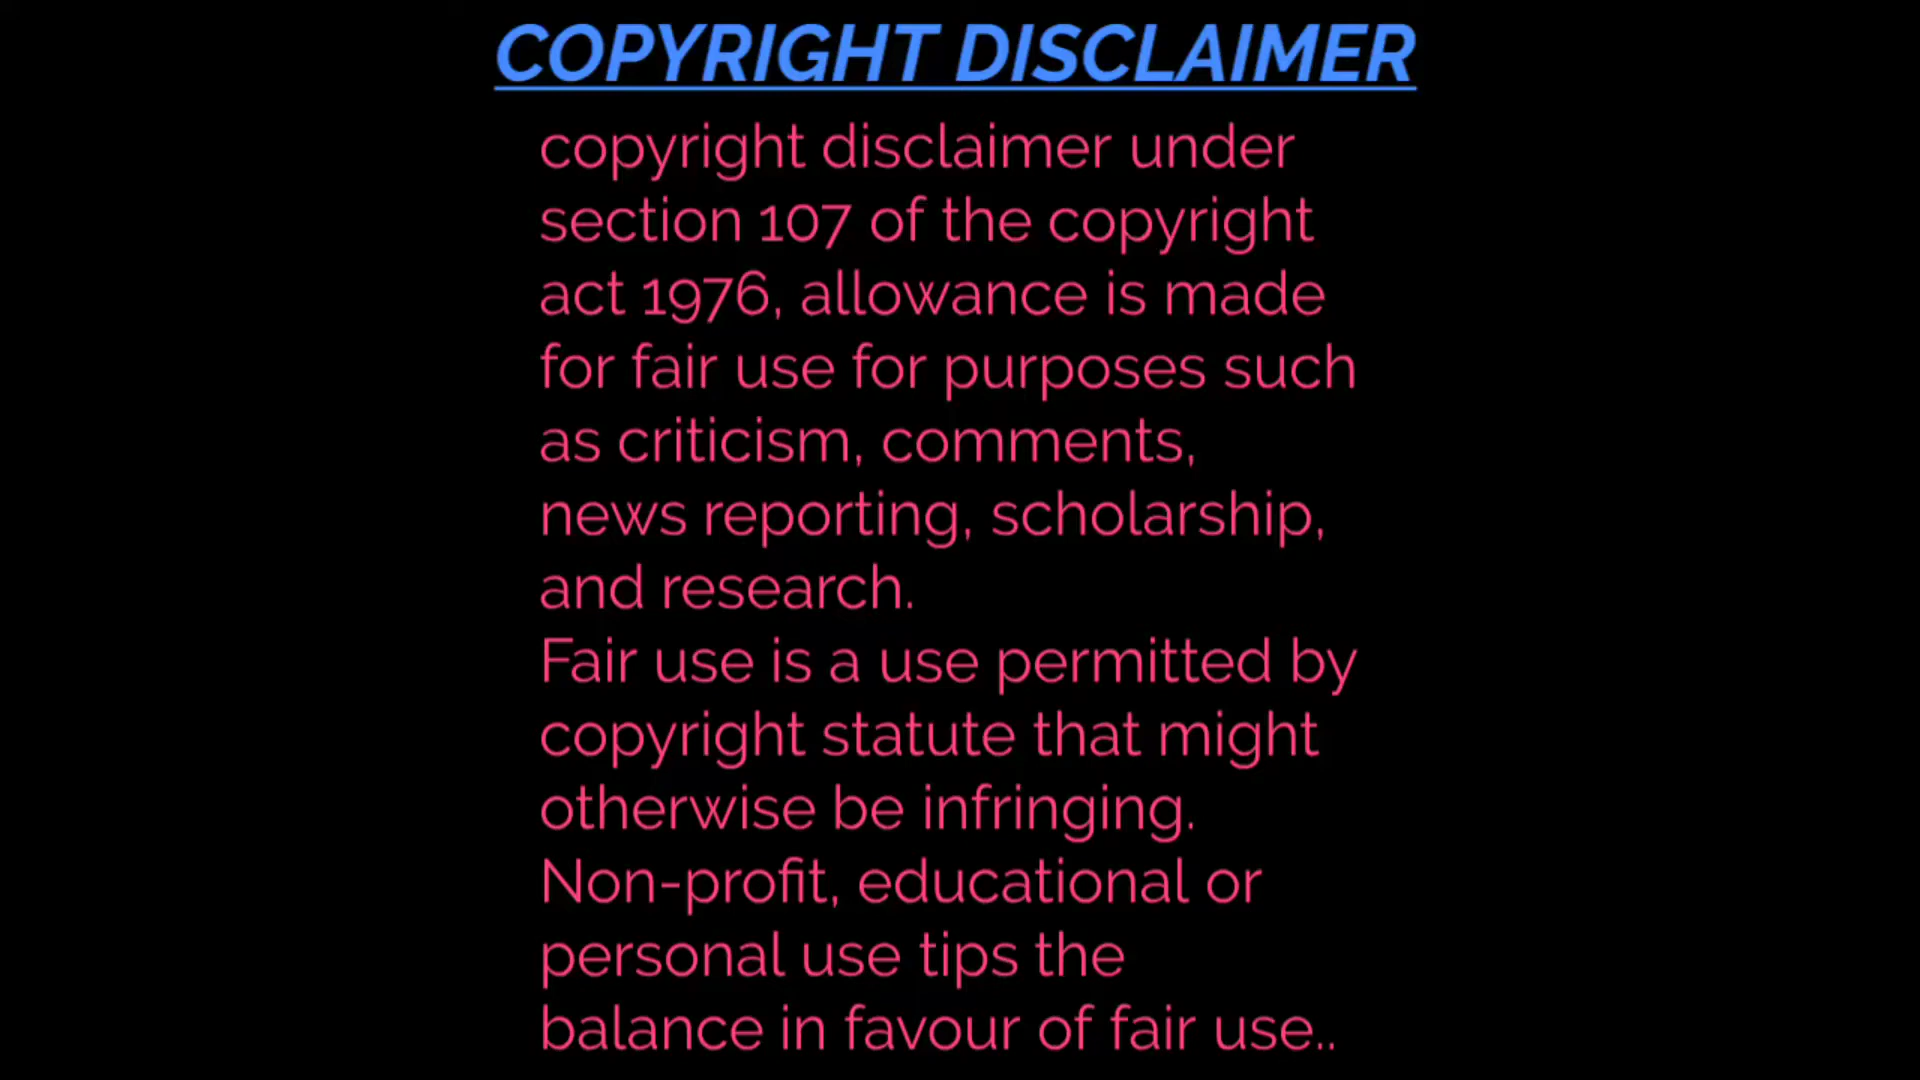 COPYRIGHT DISCLAIMER
copyright disclaimer under
section 107 of the copyright
act 1976, allowance is made
for fair use for purposes such
as criticism, comments,
news reporting, scholarship,
and research.
Fair use is a use permitted by
copyright statute that might
otherwise be infringing.
Non-profit, educational or
personal use tips the
balance in favour of fair use..